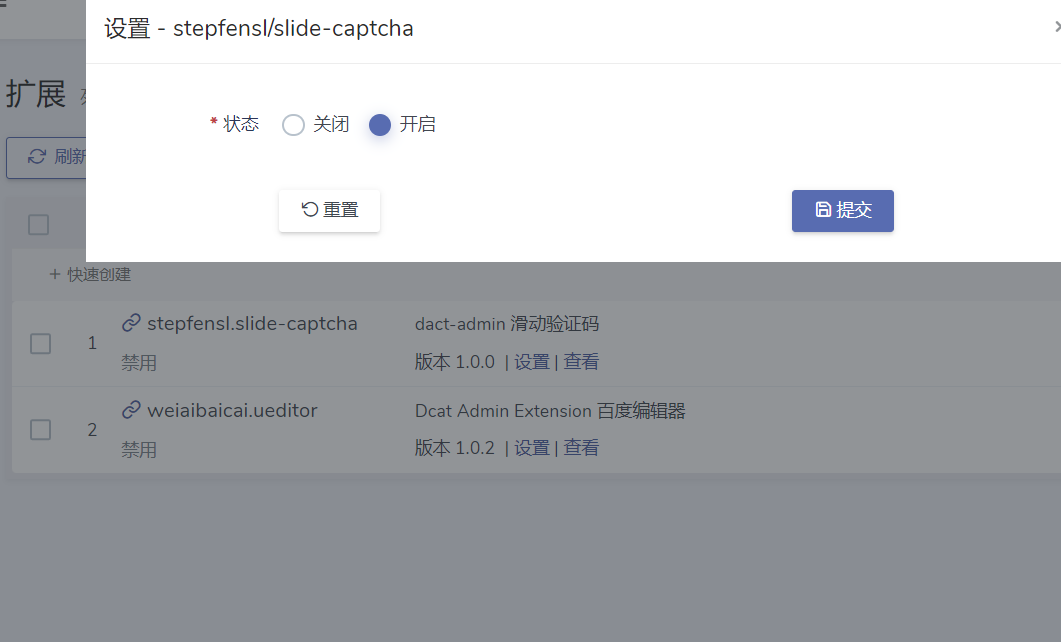 设置 - stepfensl/slide-captcha
扩展
* 状态 关闭 开启
刷新
重置 提交
+ 快速创建
1 stepfensl.slide-captcha dact-admin 滑动验证码
禁用 版本 1.0.0 | 设置 | 查看
2 weiaibaicai.ueditor Dcat Admin Extension 百度编辑器
禁用 版本 1.0.2 | 设置 | 查看